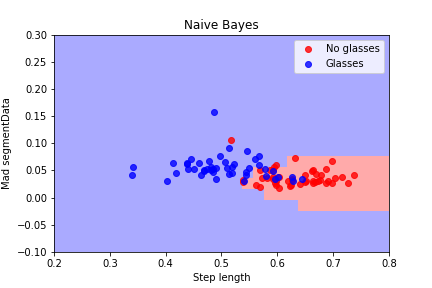 Naive Bayes
0.30
0.25
0.20
0.15
0.10
0.05
0.00
−0.05
−0.10
Mad segmentData
No glasses
Glasses
0.2 0.3 0.4 0.5 0.6 0.7 0.8
Step length